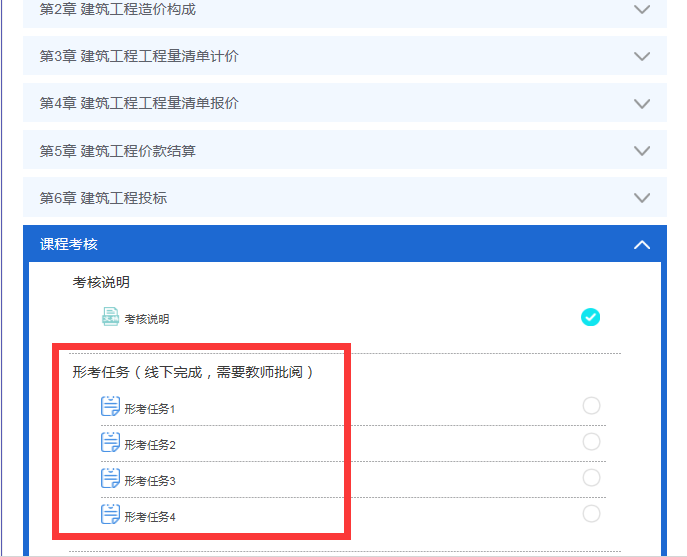 第2章 建筑工程造价构成
第3章 建筑工程工程量清单计价
第4章 建筑工程工程量清单报价
第5章 建筑工程价款结算
第6章 建筑工程投标
课程考核
考核说明
考核说明
形考任务（线下完成，需要教师批阅）
形考任务1
形考任务2
形考任务3
形考任务4